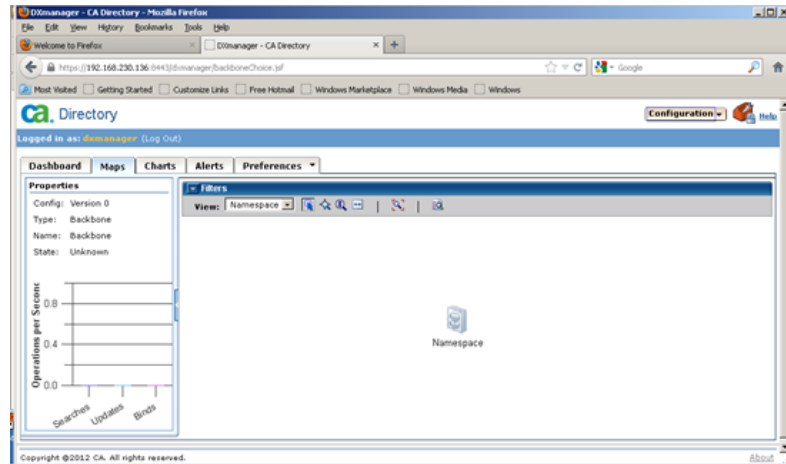 DXmanager - CA Directory - Mozilla Firefox
File Edit View History Bookmarks Tools Help
Welcome to Firefox × DXmanager - CA Directory × +
https://192.168.230.136:8443/dxmanager/backboneChoice.jsf Google
Most Visited Getting Started Customize Links Free Hotmail Windows Marketplace Windows Media Windows
ca. Directory Configuration Help
Logged in as: dxmanager (Log Out)
Dashboard Maps Charts Alerts Preferences
Properties
Config: Version 0
Type: Backbone
Name: Backbone
State: Unknown
Filters
View: Namespace
Operations per Second
0.8
0.4
0.0
Searches Updates Binds
Namespace
Copyright @2012 CA. All rights reserved. About